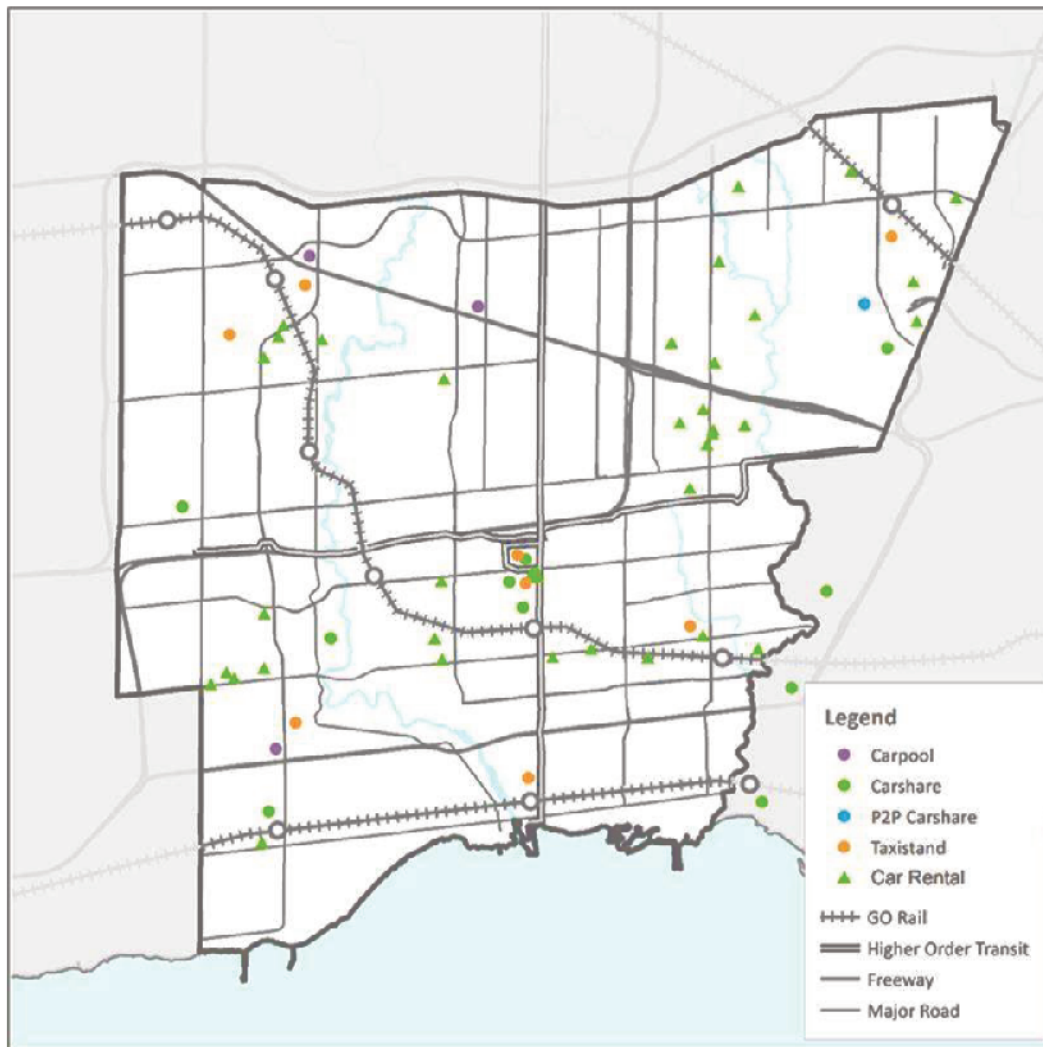 Legend
Carpool
Carshare
P2P Carshare
Taxistand
Car Rental
GO Rail
Higher Order Transit
Freeway
Major Road